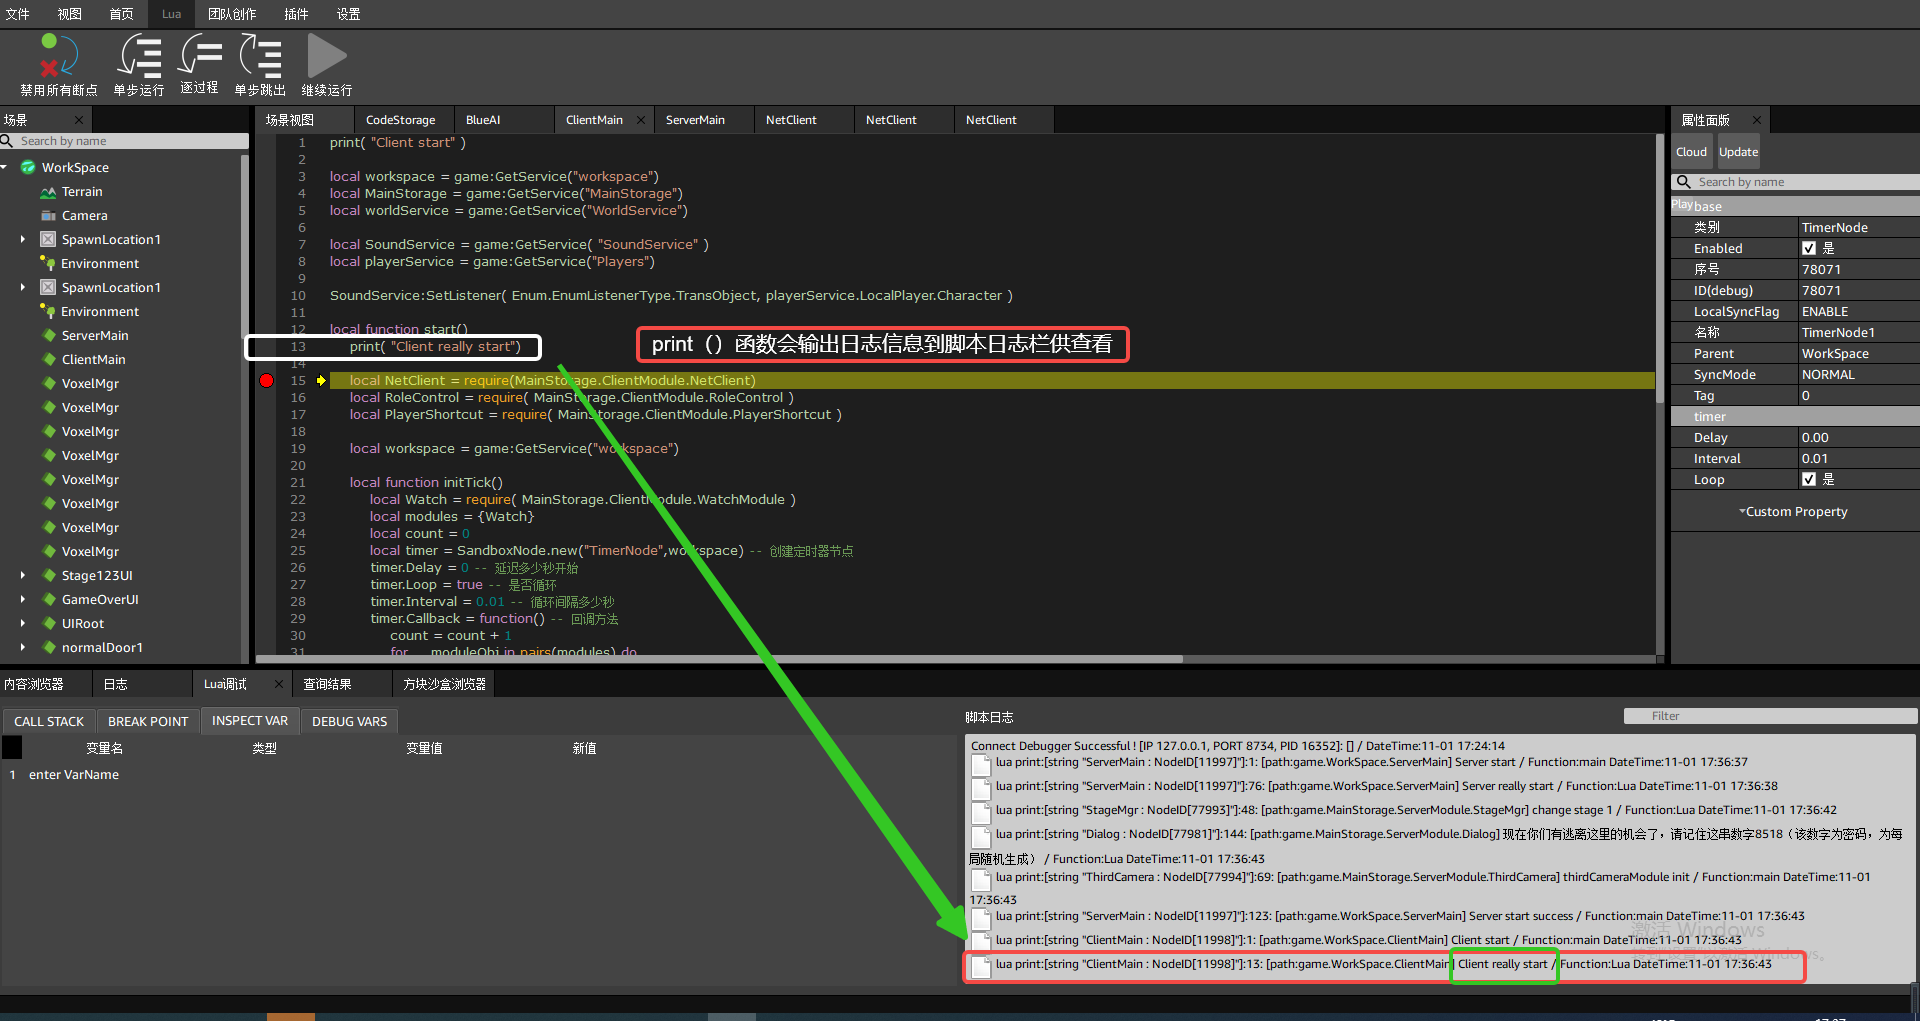 文件 视图 首页 Lua 团队创作 插件 设置
禁用所有断点 单步运行 逐过程 单步跳出 继续运行
场景
Search by name
WorkSpace
Terrain
Camera
SpawnLocation1
Environment
SpawnLocation1
Environment
ServerMain
ClientMain
VoxelMgr
VoxelMgr
VoxelMgr
VoxelMgr
VoxelMgr
VoxelMgr
VoxelMgr
VoxelMgr
Stage123UI
GameOverUI
UIRoot
normalDoor1
场景视图 CodeStorage BlueAI ClientMain ServerMain NetClient NetClient NetClient
1 print( "Client start" )
2
3 local workspace = game:GetService("workspace")
4 local MainStorage = game:GetService("MainStorage")
5 local worldService = game:GetService("WorldService")
6
7 local SoundService = game:GetService( "SoundService" )
8 local playerService = game:GetService("Players")
9
10 SoundService:SetListener( Enum.EnumListenerType.TransObject, playerService.LocalPlayer.Character )
11
12 local function start()
13 print( "Client really start")
print（）函数会输出日志信息到脚本日志栏供查看
14
15 local NetClient = require(MainStorage.ClientModule.NetClient)
16 local RoleControl = require( MainStorage.ClientModule.RoleControl )
17 local PlayerShortcut = require( MainStorage.ClientModule.PlayerShortcut )
18
19 local workspace = game:GetService("workspace")
20
21 local function initTick()
22 local Watch = require( MainStorage.ClientModule.WatchModule )
23 local modules = {Watch}
24 local count = 0
25 local timer = SandboxNode.new("TimerNode",workspace) -- 创建定时器节点
26 timer.Delay = 0 -- 延迟多少秒开始
27 timer.Loop = true -- 是否循环
28 timer.Interval = 0.01 -- 循环间隔多少秒
29 timer.Callback = function() -- 回调方法
30 count = count + 1
31 for _, moduleObj in pairs(modules) do
属性面版
Cloud Update
Search by name
Play base
类别 TimerNode
Enabled 是
序号 78071
ID(debug) 78071
LocalSyncFlag ENABLE
名称 TimerNode1
Parent WorkSpace
SyncMode NORMAL
Tag 0
timer
Delay 0.00
Interval 0.01
Loop 是
Custom Property
内容浏览器 日志 Lua调试 查询结果 方块沙盒浏览器
CALL STACK BREAK POINT INSPECT VAR DEBUG VARS
变量名 类型 变量值 新值
1 enter VarName
脚本日志 Filter
Connect Debugger Successful ! [IP 127.0.0.1, PORT 8734, PID 16352]: [] / DateTime:11-01 17:24:14
lua print:[string "ServerMain : NodeID[11997]"]:1: [path:game.WorkSpace.ServerMain] Server start / Function:main DateTime:11-01 17:36:37
lua print:[string "ServerMain : NodeID[11997]"]:76: [path:game.WorkSpace.ServerMain] Server really start / Function:Lua DateTime:11-01 17:36:38
lua print:[string "StageMgr : NodeID[77993]"]:48: [path:game.MainStorage.ServerModule.StageMgr] change stage 1 / Function:Lua DateTime:11-01 17:36:42
lua print:[string "Dialog : NodeID[77981]"]:144: [path:game.MainStorage.ServerModule.Dialog] 现在你们有逃离这里的机会了，请记住这串数字8518（该数字为密码，为每
局随机生成） / Function:Lua DateTime:11-01 17:36:43
lua print:[string "ThirdCamera : NodeID[77994]"]:69: [path:game.MainStorage.ServerModule.ThirdCamera] thirdCameraModule init / Function:main DateTime:11-01
17:36:43
lua print:[string "ServerMain : NodeID[11997]"]:123: [path:game.WorkSpace.ServerMain] Server start success / Function:main DateTime:11-01 17:36:43
lua print:[string "ClientMain : NodeID[11998]"]:1: [path:game.WorkSpace.ClientMain] Client start / Function:main DateTime:11-01 17:36:43
激活 Windows
lua print:[string "ClientMain : NodeID[11998]"]:13: [path:game.WorkSpace.ClientMain] Client really start / Function:Lua DateTime:11-01 17:36:43